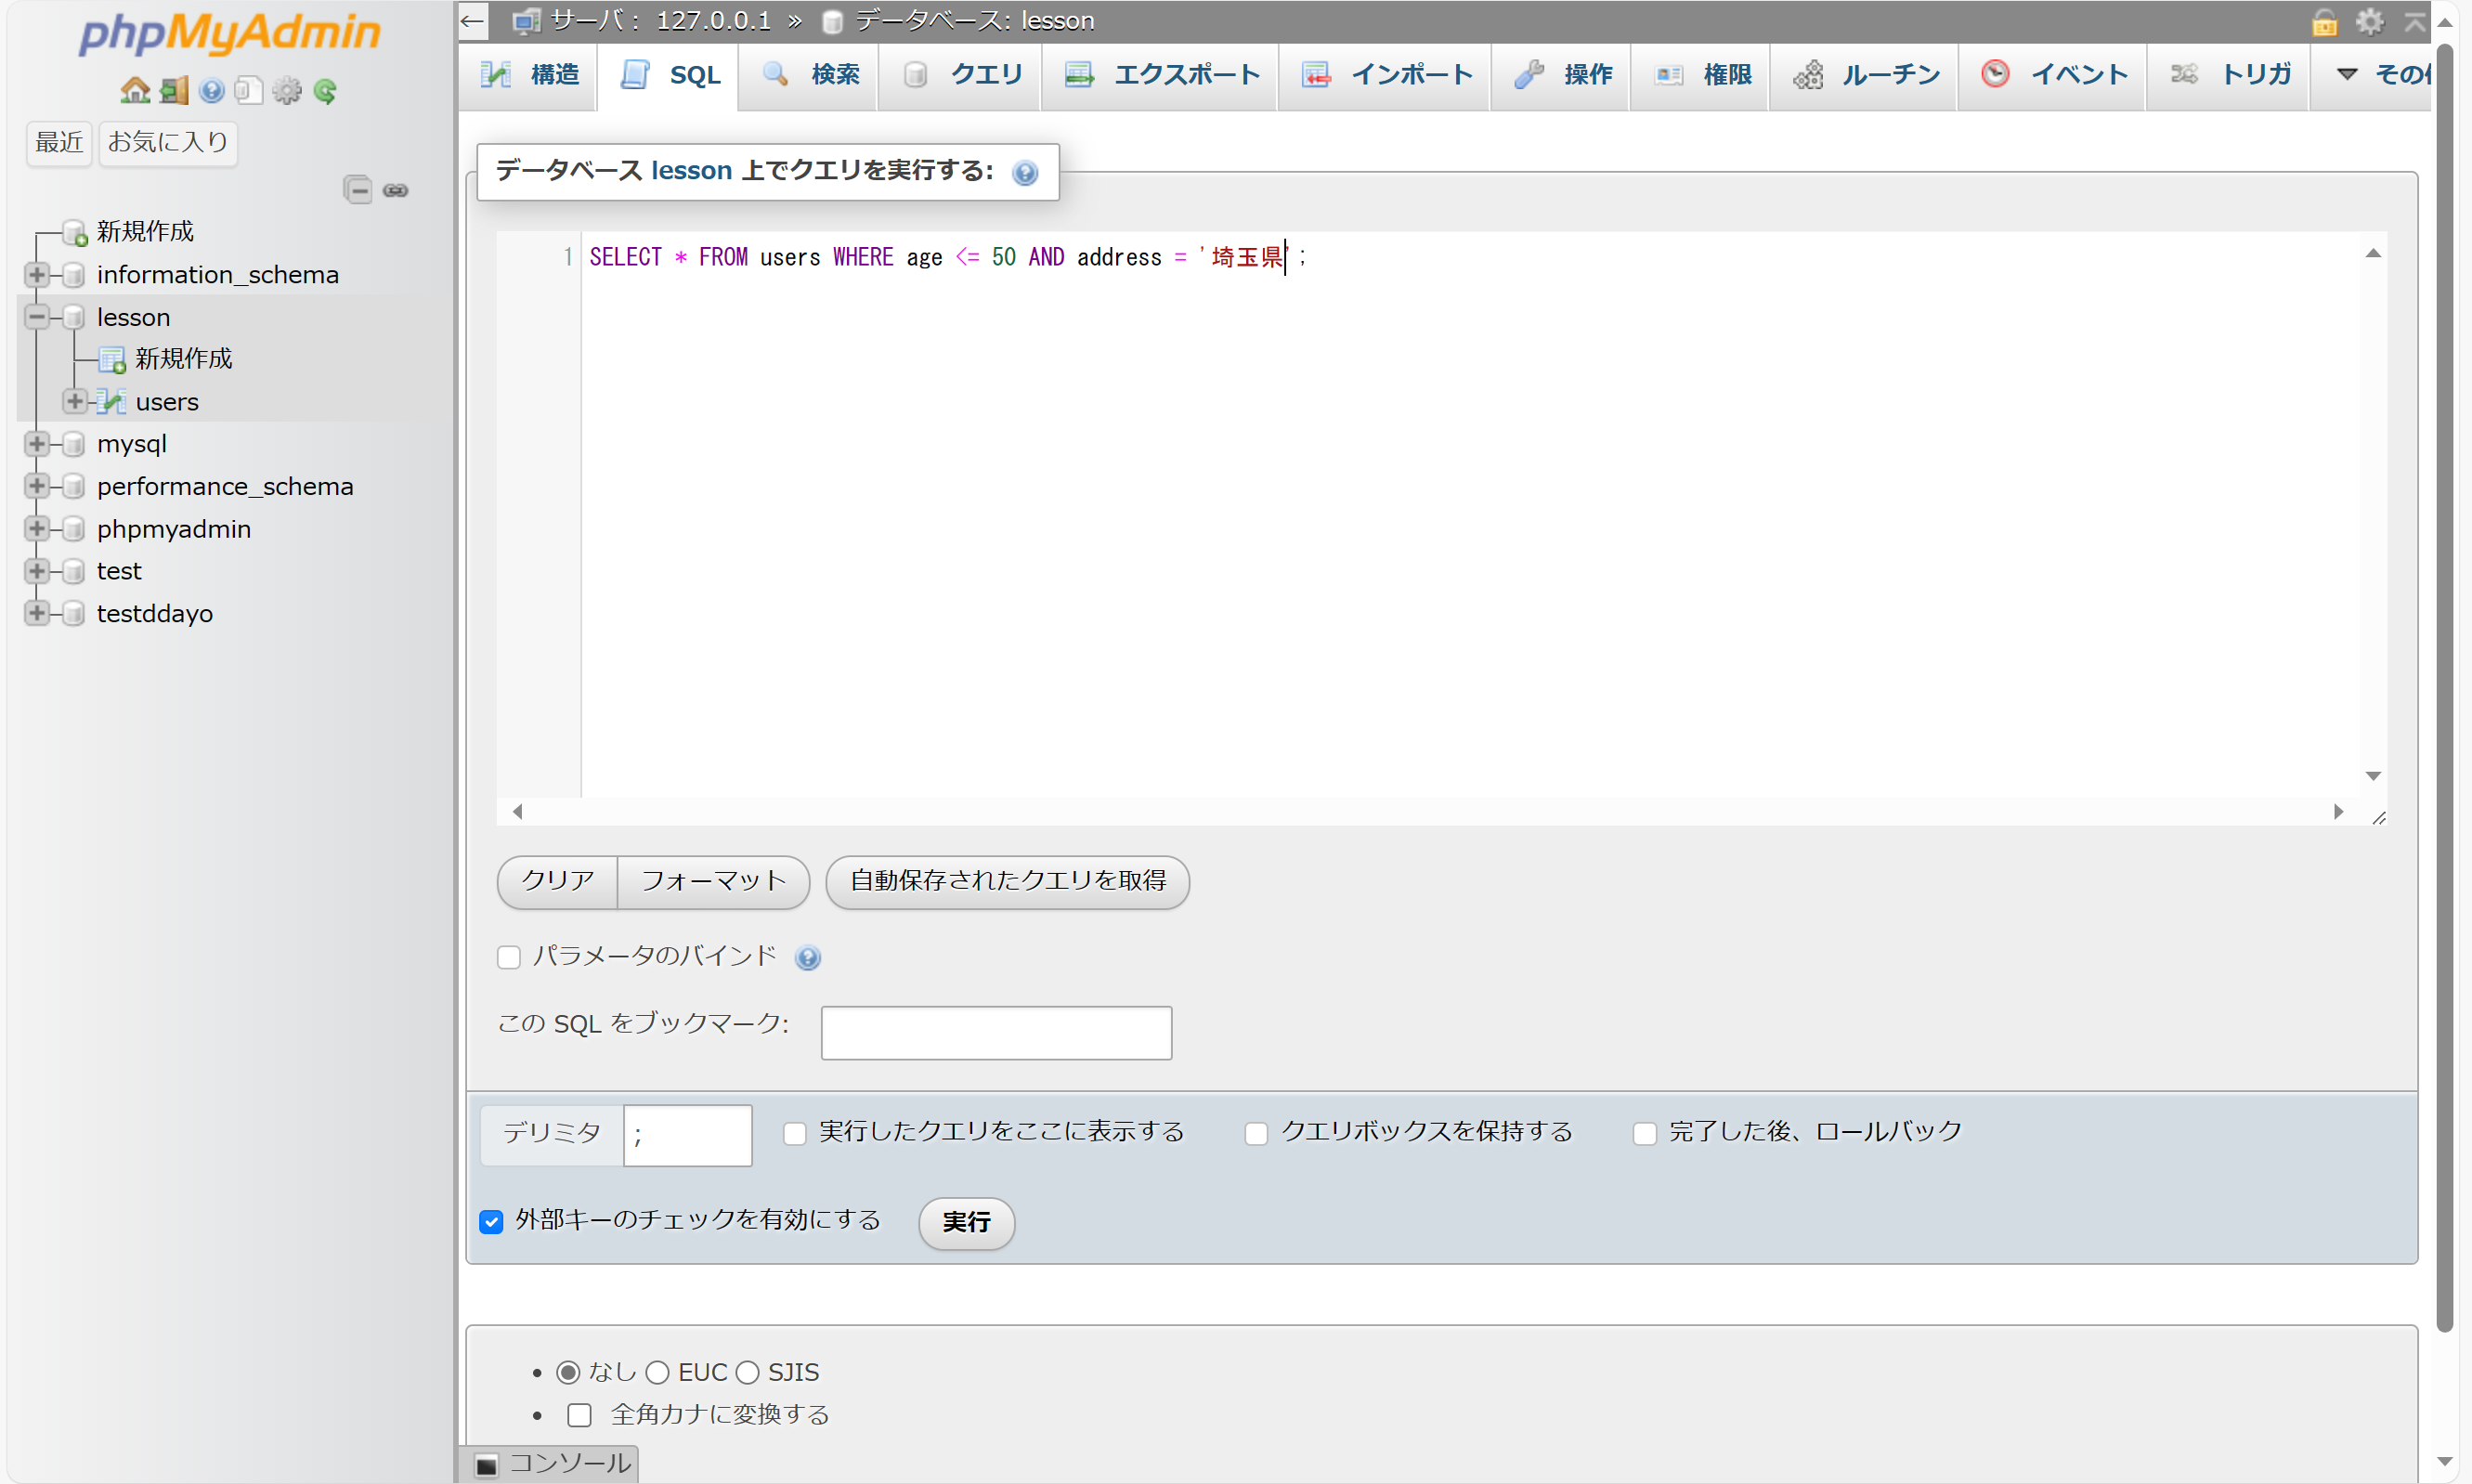 phpMyAdmin
最近 お気に入り
新規作成
information_schema
lesson
新規作成
users
mysql
performance_schema
phpmyadmin
test
testddayo
← サーバ : 127.0.0.1 » データベース: lesson
構造 SQL 検索 クエリ エクスポート インポート 操作 権限 ルーチン イベント トリガ
データベース lesson 上でクエリを実行する:
1 SELECT * FROM users WHERE age <= 50 AND address = '埼玉県';
クリア フォーマット 自動保存されたクエリを取得
パラメータのバインド
この SQL をブックマーク:
デリミタ ; 実行したクエリをここに表示する クエリボックスを保持する 完了した後、ロールバック
外部キーのチェックを有効にする 実行
なし EUC SJIS
全角カナに変換する
コンソール